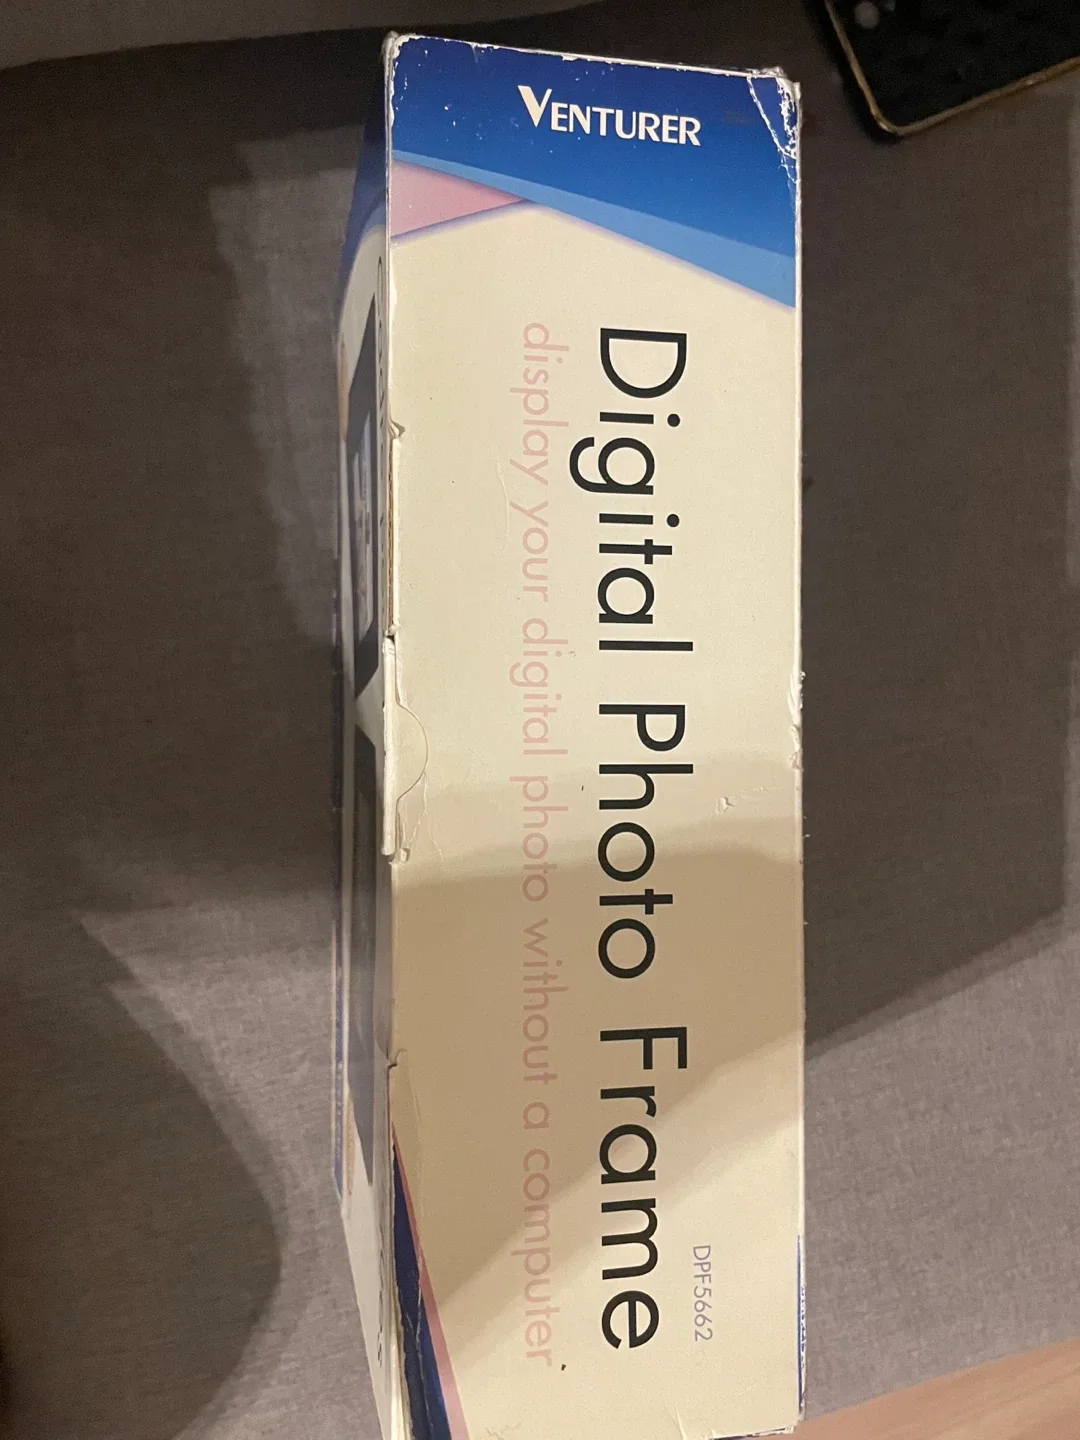 VENTURER
DPF5662
Digital Photo Frame
display your digital photo without a computer